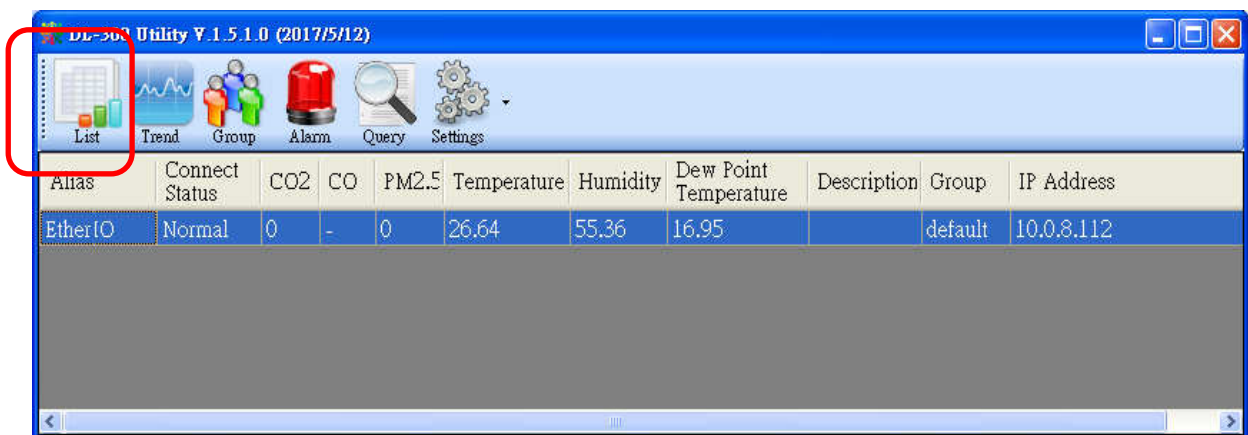 DL-300 Utility V.1.5.1.0 (2017/5/12)
List Trend Group Alarm Query Settings
Alias Connect Status CO2 CO PM2.5 Temperature Humidity Dew Point Temperature Description Group IP Address
EtherIO Normal 0 - 0 26.64 55.36 16.95 default 10.0.8.112